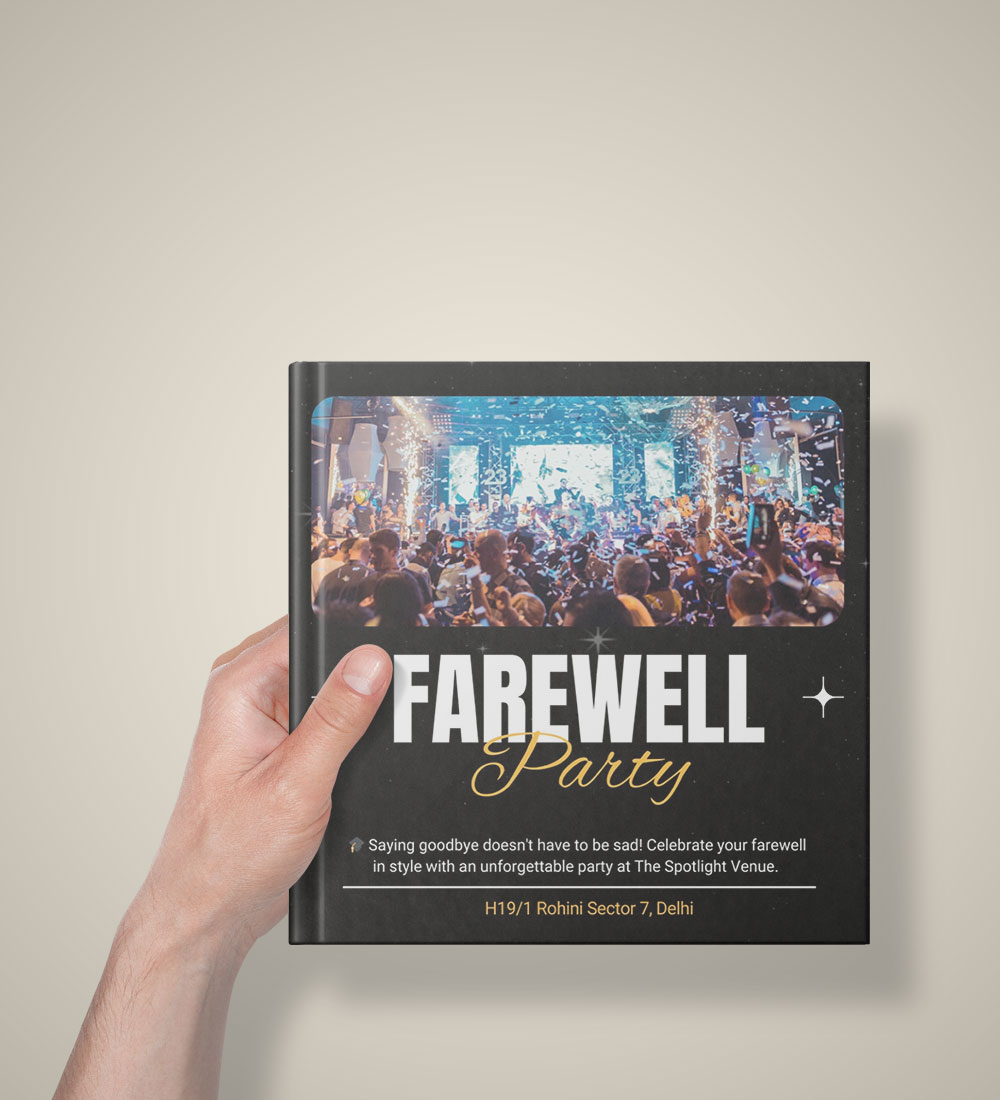 FAREWELL
Party
🎓 Saying goodbye doesn't have to be sad! Celebrate your farewell
in style with an unforgettable party at The Spotlight Venue.
H19/1 Rohini Sector 7, Delhi